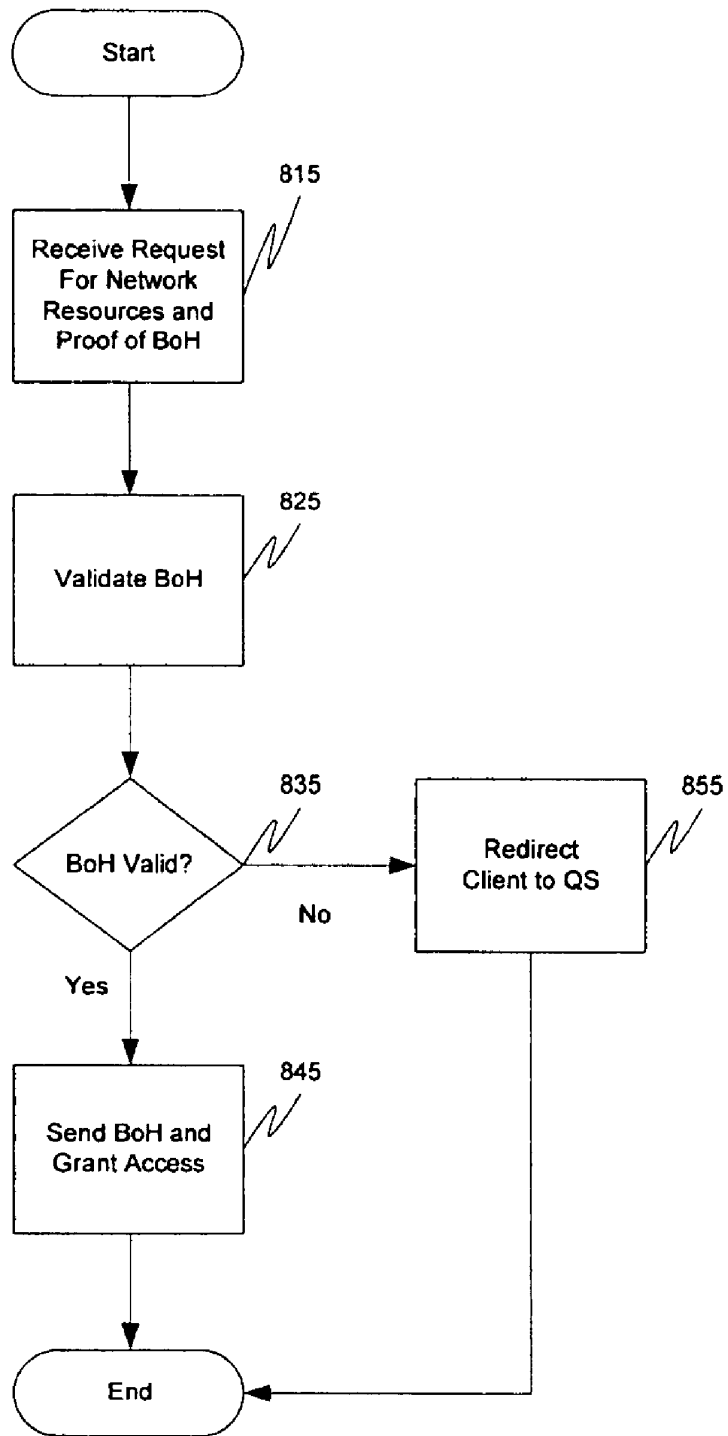 Start
815
Receive Request
For Network
Resources and
Proof of BoH
825
Validate BoH
835
BoH Valid?
855
Redirect
Client to QS
No
Yes
845
Send BoH and
Grant Access
End